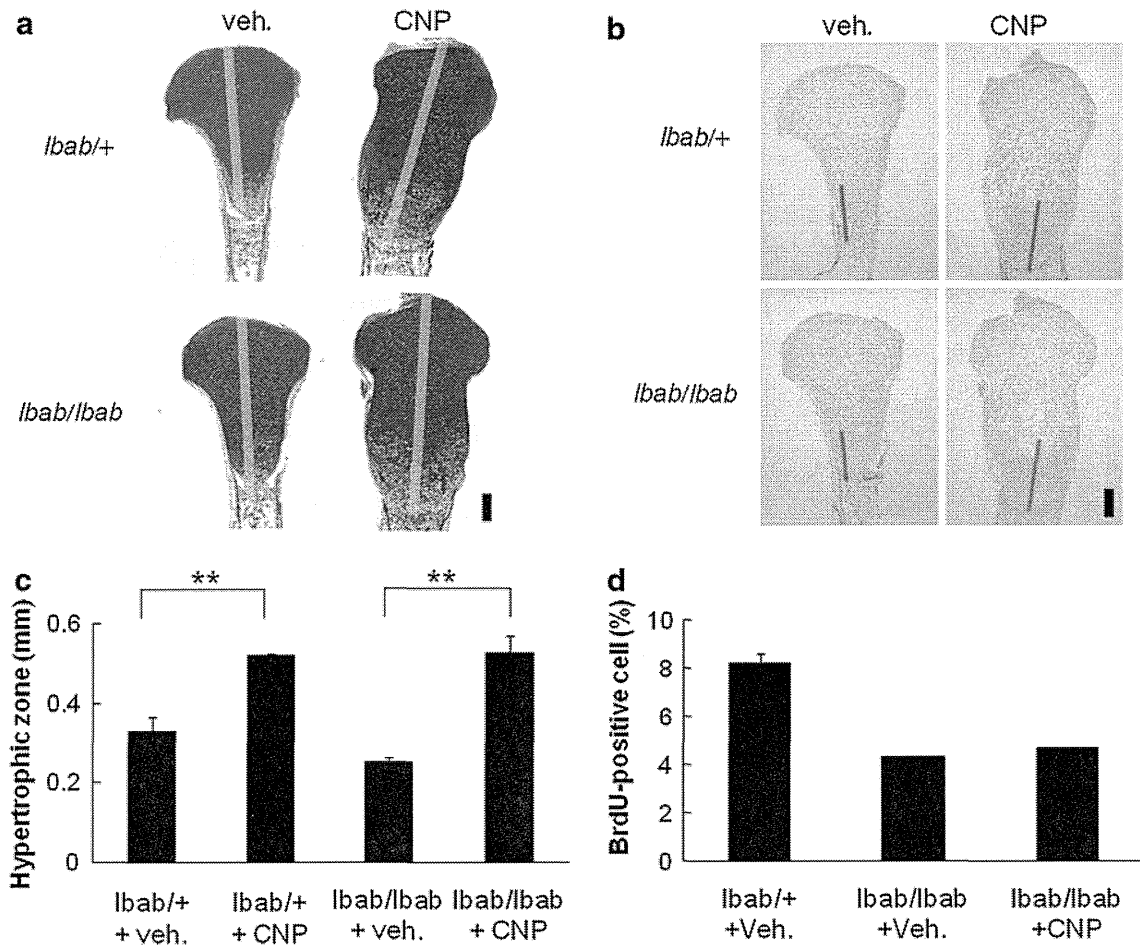 a
veh.
CNP
lbab/+
lbab/lbab
b
veh.
CNP
lbab/+
lbab/lbab
c
**
**
Hypertrophic zone (mm)
0.6
0.4
0.2
0
lbab/+
+ veh.
lbab/+
+ CNP
lbab/lbab
+ veh.
lbab/lbab
+ CNP
d
BrdU-positive cell (%)
10
8
6
4
2
0
lbab/+
+Veh.
lbab/lbab
+Veh.
lbab/lbab
+CNP